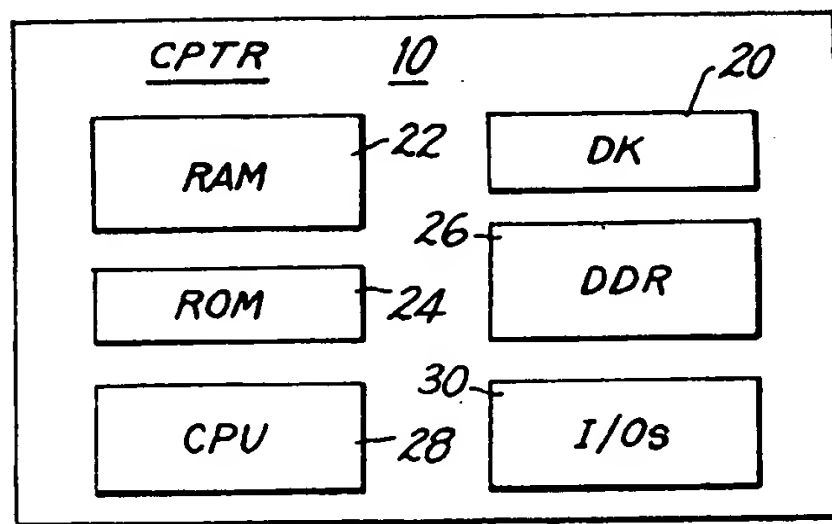 CPTR 10
20
RAM 22 DK
26
ROM 24 DDR
30
CPU 28 I/Os